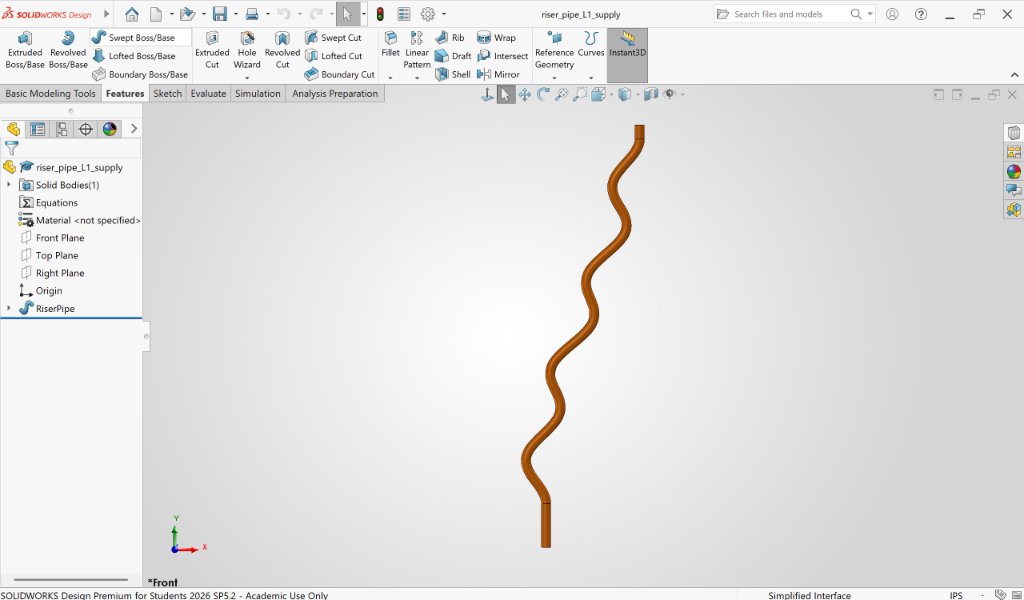 SOLIDWORKS Design
riser_pipe_L1_supply
Search files and models
Extruded Boss/Base
Revolved Boss/Base
Swept Boss/Base
Lofted Boss/Base
Boundary Boss/Base
Extruded Cut
Hole Wizard
Revolved Cut
Swept Cut
Lofted Cut
Boundary Cut
Fillet
Linear Pattern
Rib
Draft
Shell
Wrap
Intersect
Mirror
Reference Geometry
Curves
Instant3D
Basic Modeling Tools
Features
Sketch
Evaluate
Simulation
Analysis Preparation
riser_pipe_L1_supply
Solid Bodies(1)
Equations
Material <not specified>
Front Plane
Top Plane
Right Plane
Origin
RiserPipe
Y
X
*Front
SOLIDWORKS Design Premium for Students 2026 SP5.2 - Academic Use Only
Simplified Interface
IPS